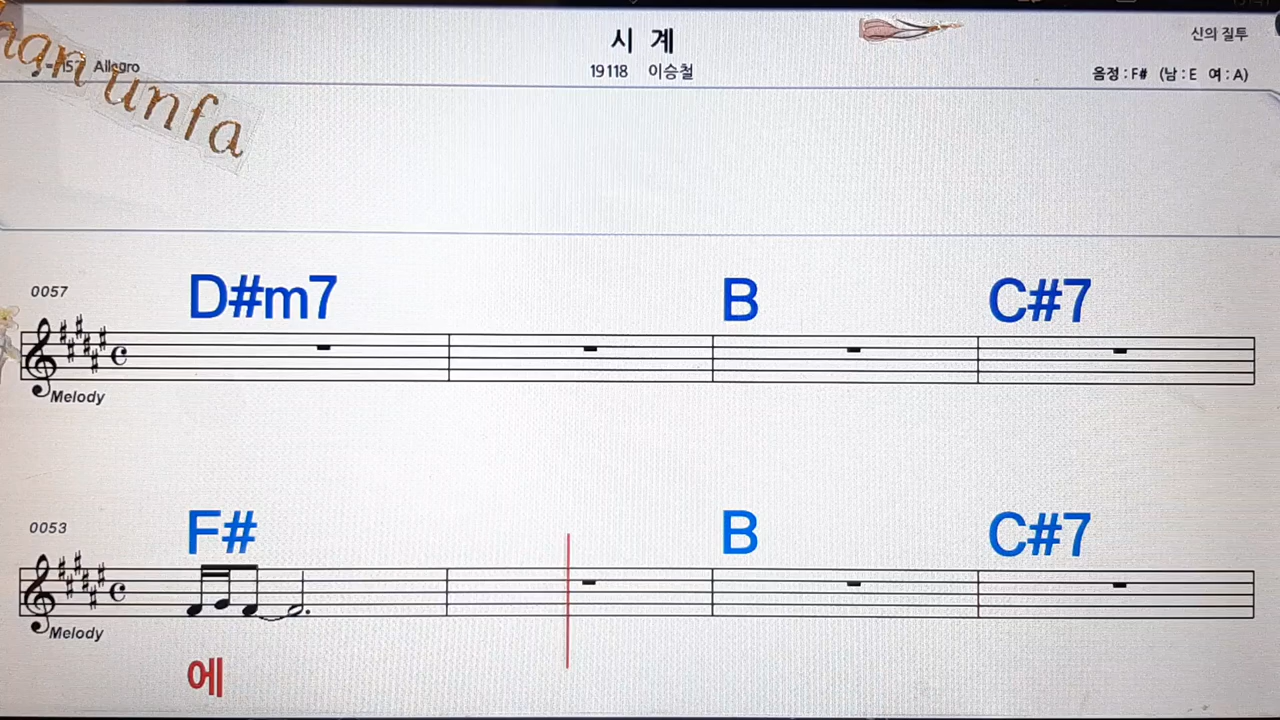 시 계
신의 질투
19118 이승철
Allegro
음정 : F# (남 : E 여 : A)
han unfa
0057
D#m7 B C#7
Melody
0053
F# B C#7
Melody
에